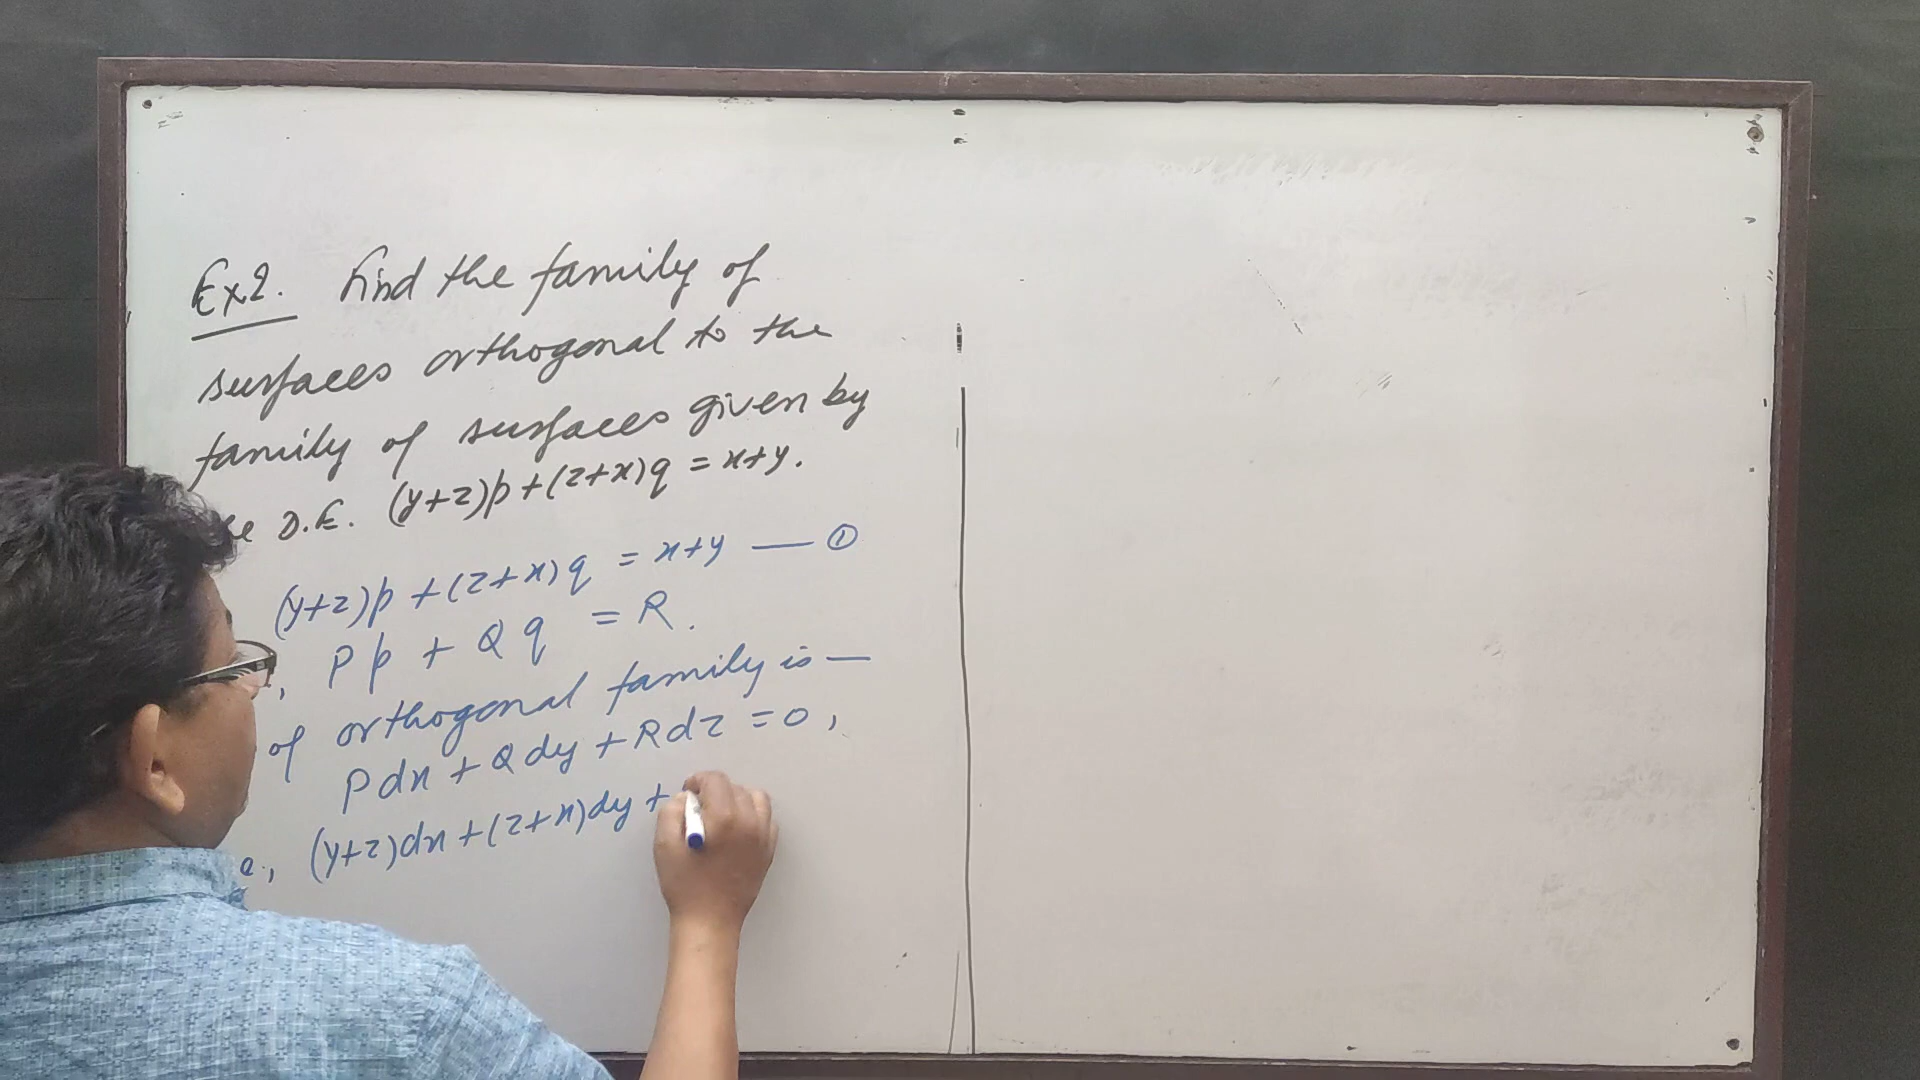 Ex2. Find the family of
surfaces orthogonal to the
family of surfaces given by
D.E. (y+z)p+(z+x)q = x+y.
(y+z)p+(z+x)q = x+y — ①
Pp + Qq = R.
of orthogonal family is —
Pdx + Qdy + Rdz = 0,
(y+z)dx+(z+x)dy+